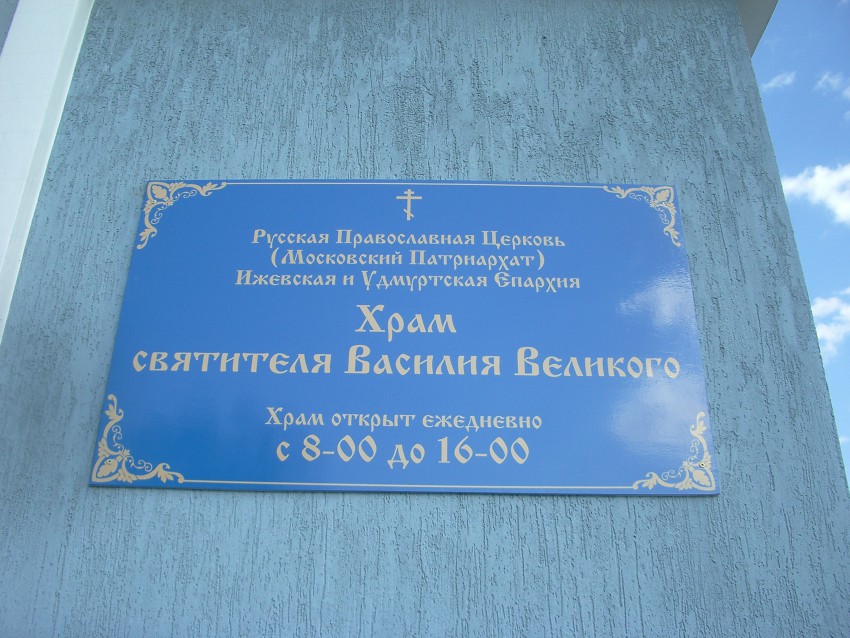 Русская Православная Церковь
(Московский Патриархат)
Ижевская и Удмуртская Епархия
Храм
святителя Василия Великого
Храм открыт ежедневно
с 8-00 до 16-00